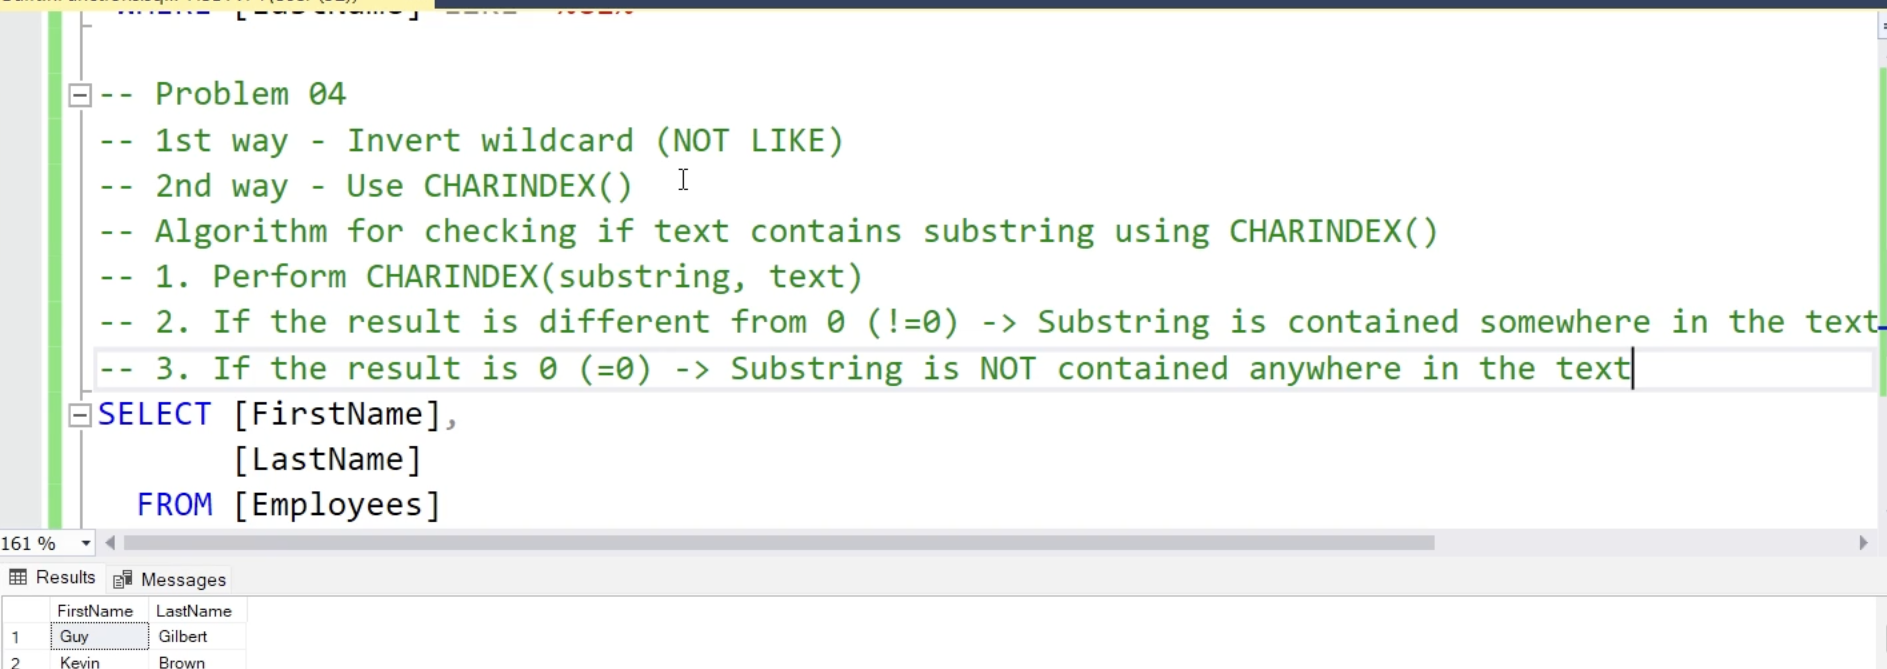 -- Problem 04
-- 1st way - Invert wildcard (NOT LIKE)
-- 2nd way - Use CHARINDEX()
-- Algorithm for checking if text contains substring using CHARINDEX()
-- 1. Perform CHARINDEX(substring, text)
-- 2. If the result is different from 0 (!=0) -> Substring is contained somewhere in the text
-- 3. If the result is 0 (=0) -> Substring is NOT contained anywhere in the text
SELECT [FirstName],
[LastName]
FROM [Employees]
161 %
Results Messages
FirstName LastName
1 Guy Gilbert
2 Kevin Brown